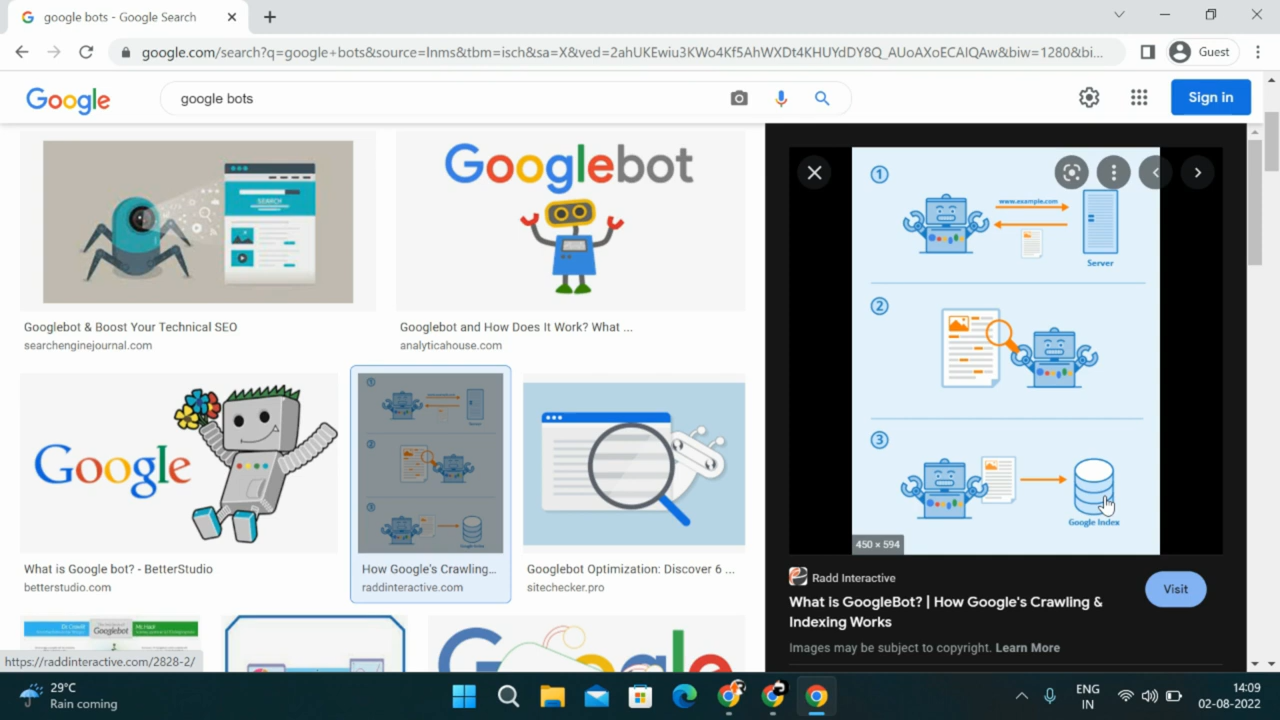 google bots - Google Search
google.com/search?q=google+bots&source=lnms&tbm=isch&sa=X&ved=2ahUKEwiu3KWo4Kf5AhWXDt4KHUYdDY8Q_AUoAXoECAIQAw&biw=1280&bi...
Guest
Google
google bots
Sign in
Googlebot
Googlebot & Boost Your Technical SEO
searchenginejournal.com
Googlebot and How Does It Work? What ...
analyticahouse.com
SEARCH
Google
What is Google bot? - BetterStudio
betterstudio.com
How Google's Crawling...
raddinteractive.com
Googlebot Optimization: Discover 6 ...
sitechecker.pro
Googlebot
https://raddinteractive.com/2828-2/
1
www.example.com
Server
2
3
Google Index
450 × 594
Radd Interactive
What is GoogleBot? | How Google's Crawling &
Indexing Works
Visit
Images may be subject to copyright. Learn More
29°C
Rain coming
ENG
IN
14:09
02-08-2022